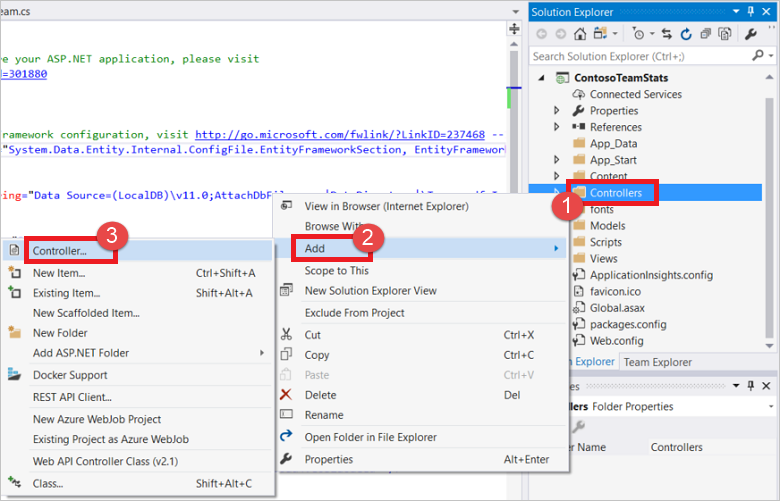 eam.cs
e your ASP.NET application, please visit
=301880
ramework configuration, visit http://go.microsoft.com/fwlink/?LinkID=237468 --
"System.Data.Entity.Internal.ConfigFile.EntityFrameworkSection, EntityFramework
ing="Data Source=(LocalDB)\v11.0;AttachDbFile
Solution Explorer
Search Solution Explorer (Ctrl+;)
ContosoTeamStats
Connected Services
Properties
References
App_Data
App_Start
Content
Controllers
1
fonts
Models
Scripts
Views
ApplicationInsights.config
favicon.ico
Global.asax
packages.config
Web.config
n Explorer
Team Explorer
es
llers Folder Properties
er Name
Controllers
View in Browser (Internet Explorer)
Browse With
Add
2
Scope to This
New Solution Explorer View
Exclude From Project
Cut Ctrl+X
Copy Ctrl+C
Paste Ctrl+V
Delete Del
Rename
Open Folder in File Explorer
Properties Alt+Enter
3
Controller...
New Item... Ctrl+Shift+A
Existing Item... Shift+Alt+A
New Scaffolded Item...
New Folder
Add ASP.NET Folder
Docker Support
REST API Client...
New Azure WebJob Project
Existing Project as Azure WebJob
Web API Controller Class (v2.1)
Class... Shift+Alt+C